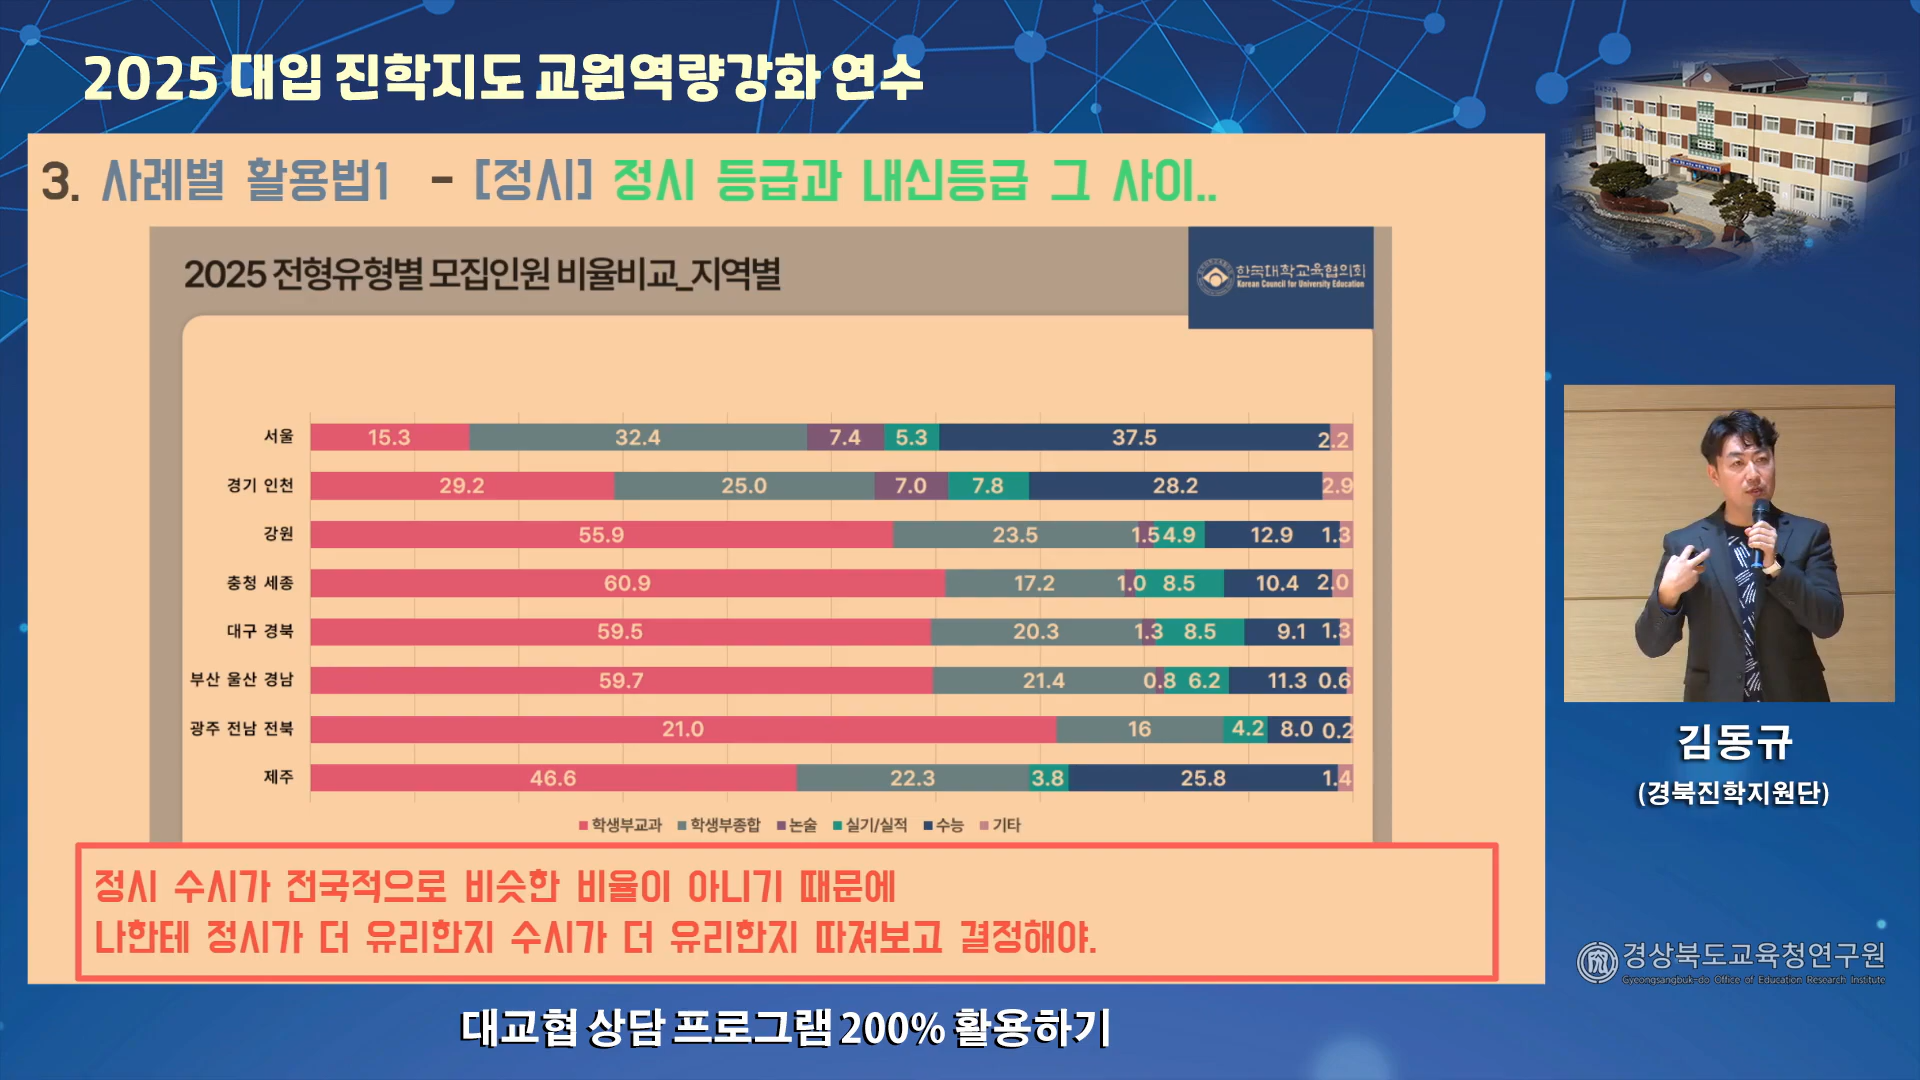 2025 대입 진학지도 교원역량강화 연수
3. 사례별 활용법1 - [정시] 정시 등급과 내신등급 그 사이..
2025 전형유형별 모집인원 비율비교_지역별
한국대학교육협의회
Korean Council for University Education
서울 15.3 32.4 7.4 5.3 37.5 2.2
경기 인천 29.2 25.0 7.0 7.8 28.2 2.9
강원 55.9 23.5 1.5 4.9 12.9 1.3
충청 세종 60.9 17.2 1.0 8.5 10.4 2.0
대구 경북 59.5 20.3 1.3 8.5 9.1 1.3
부산 울산 경남 59.7 21.4 0.8 6.2 11.3 0.6
광주 전남 전북 21.0 16 4.2 8.0 0.2
제주 46.6 22.3 3.8 25.8 1.4
학생부교과 학생부종합 논술 실기/실적 수능 기타
정시 수시가 전국적으로 비슷한 비율이 아니기 때문에
나한테 정시가 더 유리한지 수시가 더 유리한지 따져보고 결정해야.
김동규
(경북진학지원단)
경상북도교육청연구원
Gyeongsangbuk-do Office of Education Research Institute
대교협 상담 프로그램 200% 활용하기